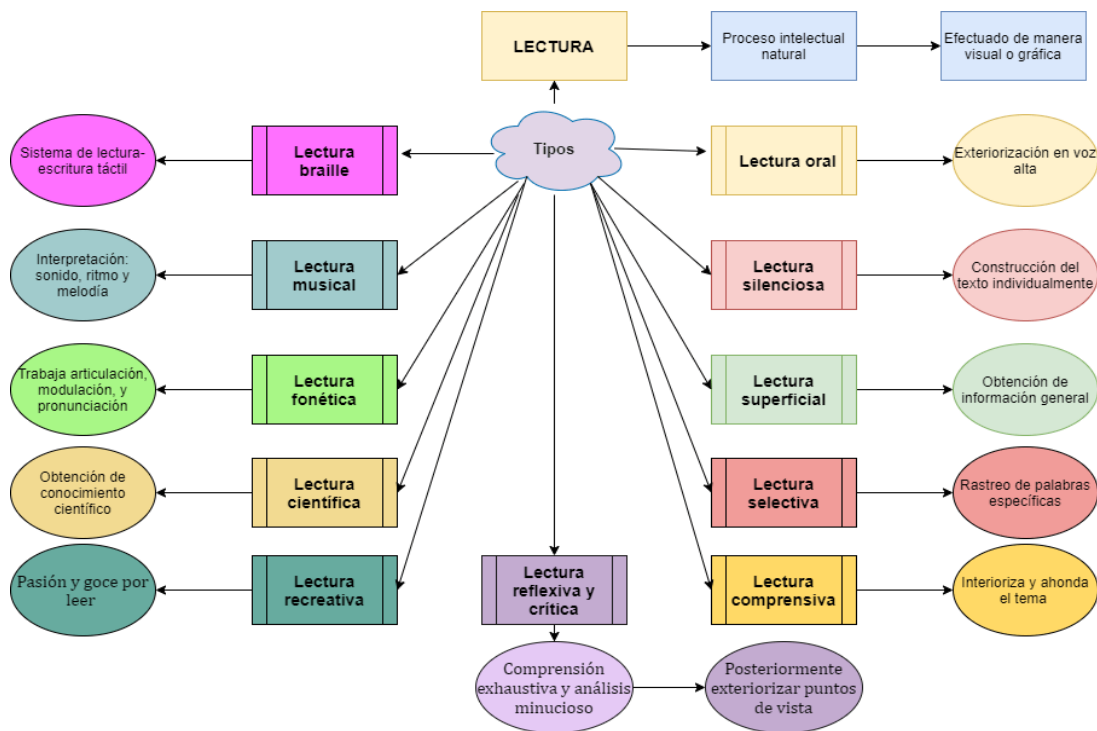 LECTURA
Proceso intelectual
natural
Efectuado de manera
visual o gráfica
Tipos
Sistema de lectura-
escritura táctil
Lectura
braille
Lectura oral
Exteriorización en voz
alta
Interpretación:
sonido, ritmo y
melodía
Lectura
musical
Lectura
silenciosa
Construcción del
texto individualmente
Trabaja articulación,
modulación, y
pronunciación
Lectura
fonética
Lectura
superficial
Obtención de
información general
Obtención de
conocimiento
científico
Lectura
científica
Lectura
selectiva
Rastreo de palabras
específicas
Pasión y goce por
leer
Lectura
recreativa
Lectura
reflexiva y
crítica
Lectura
comprensiva
Interioriza y ahonda
el tema
Comprensión
exhaustiva y análisis
minucioso
Posteriormente
exteriorizar puntos
de vista